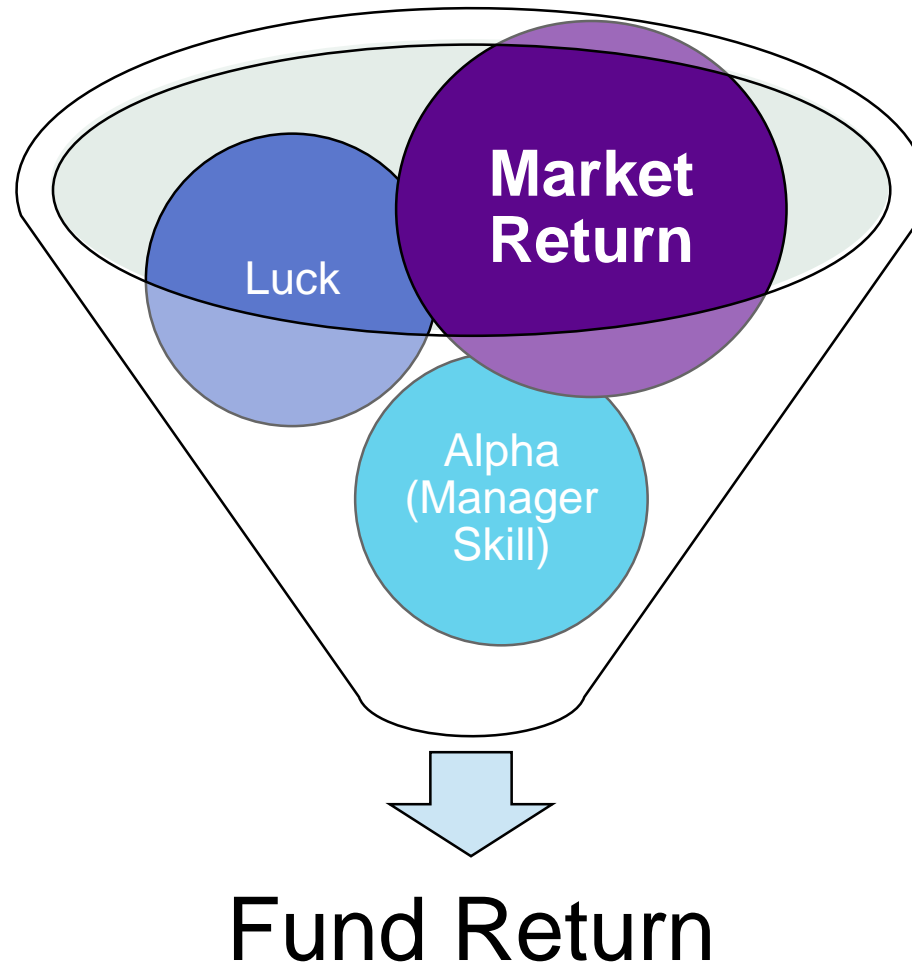 Market
Return
Luck
Alpha
(Manager
Skill)
Fund Return